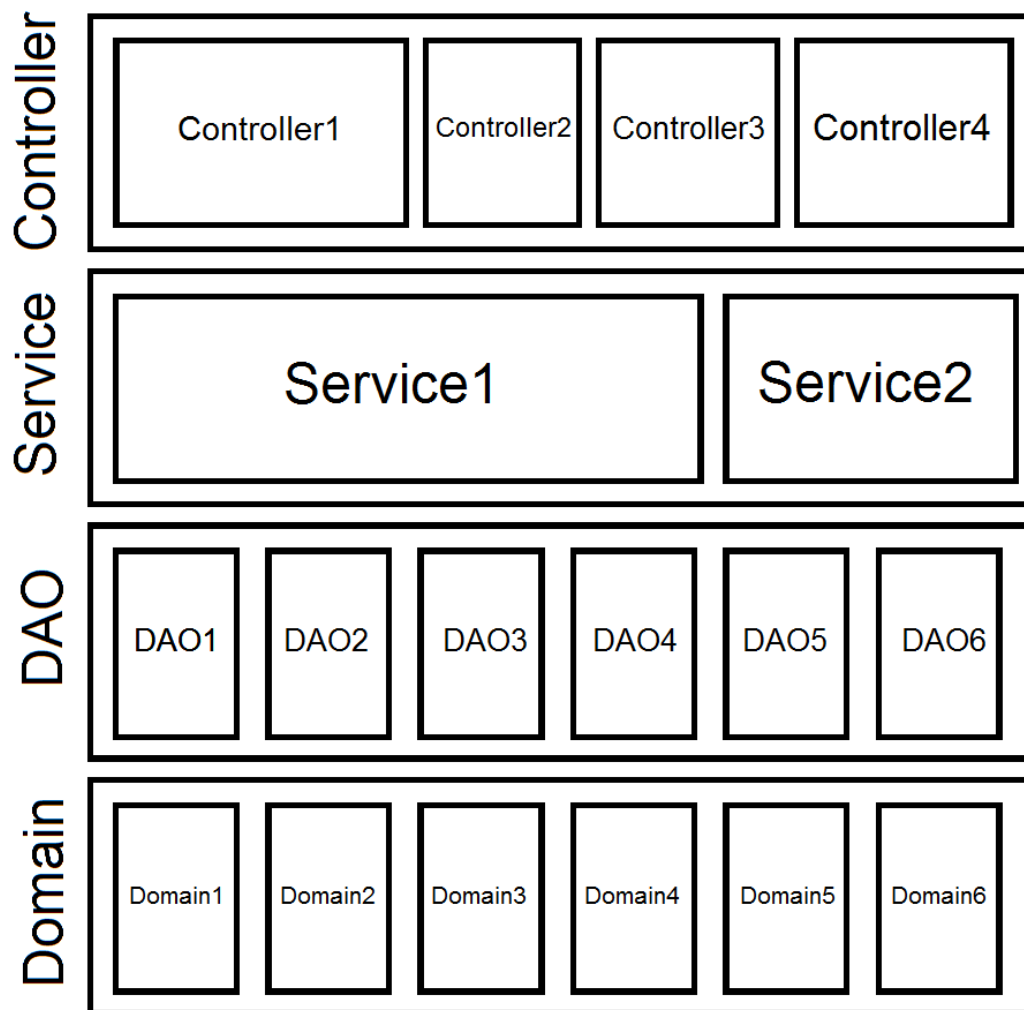 Controller
Controller1 Controller2 Controller3 Controller4
Service
Service1 Service2
DAO
DAO1 DAO2 DAO3 DAO4 DAO5 DAO6
Domain
Domain1 Domain2 Domain3 Domain4 Domain5 Domain6